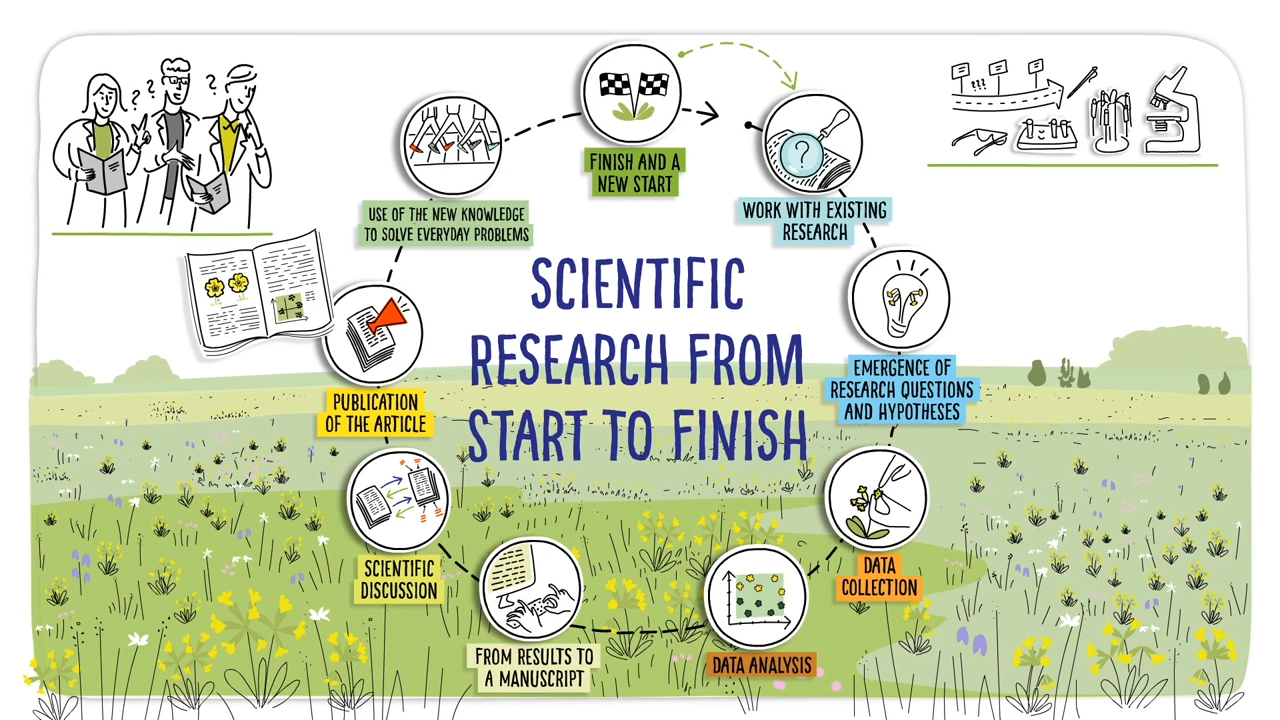 SCIENTIFIC
RESEARCH FROM
START TO FINISH
FINISH AND A
NEW START
WORK WITH EXISTING
RESEARCH
EMERGENCE OF
RESEARCH QUESTIONS
AND HYPOTHESES
DATA
COLLECTION
DATA ANALYSIS
FROM RESULTS TO
A MANUSCRIPT
SCIENTIFIC
DISCUSSION
PUBLICATION
OF THE ARTICLE
USE OF THE NEW KNOWLEDGE
TO SOLVE EVERYDAY PROBLEMS
? ? ?
?
???